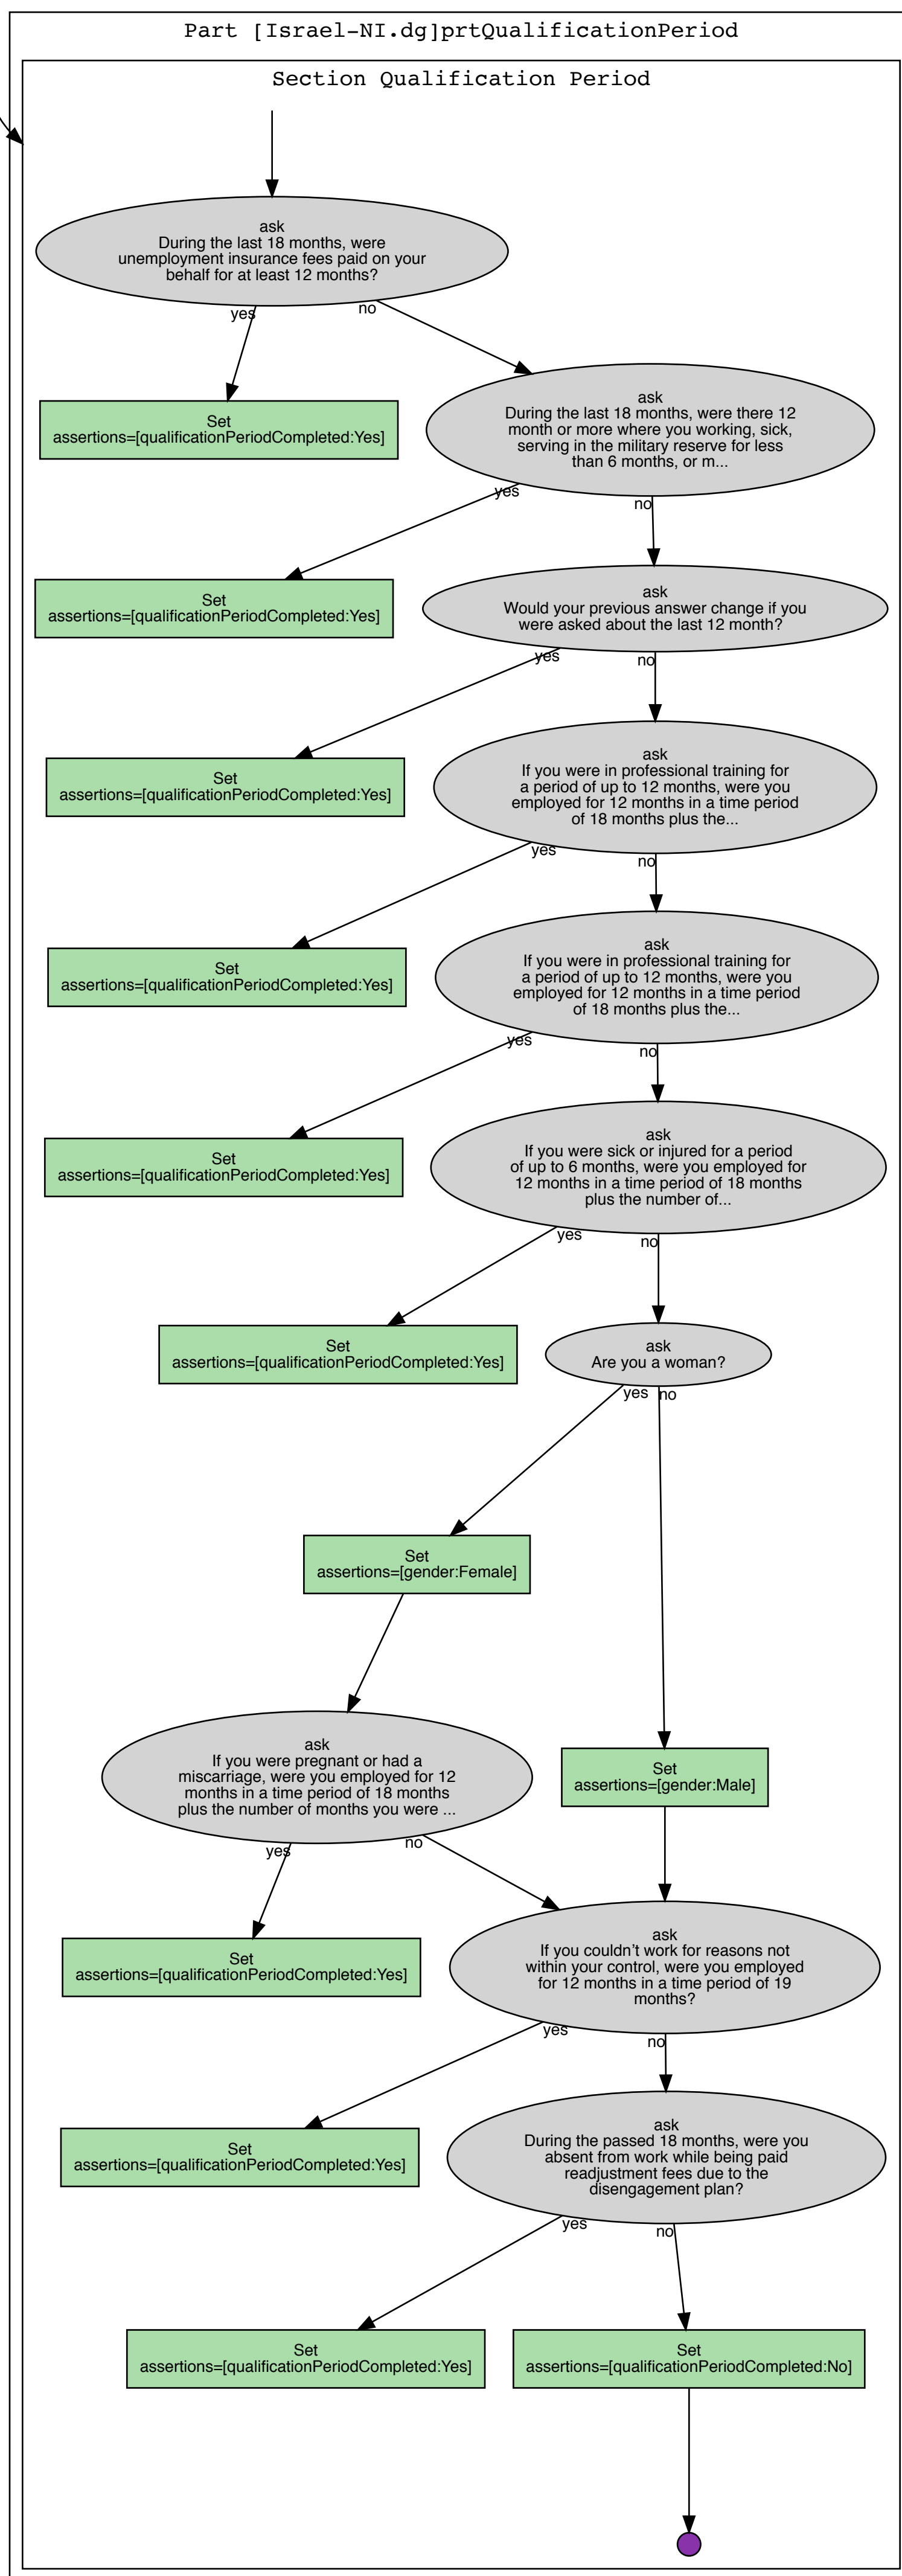 Part [Israel-NI.dg]prtQualificationPeriod
Section Qualification Period
ask
During the last 18 months, were
unemployment insurance fees paid on your
behalf for at least 12 months?
yes
no
Set
assertions=[qualificationPeriodCompleted:Yes]
ask
During the last 18 months, were there 12
month or more where you working, sick,
serving in the military reserve for less
than 6 months, or m...
yes
no
Set
assertions=[qualificationPeriodCompleted:Yes]
ask
Would your previous answer change if you
were asked about the last 12 month?
yes
no
Set
assertions=[qualificationPeriodCompleted:Yes]
ask
If you were in professional training for
a period of up to 12 months, were you
employed for 12 months in a time period
of 18 months plus the...
yes
no
Set
assertions=[qualificationPeriodCompleted:Yes]
ask
If you were in professional training for
a period of up to 12 months, were you
employed for 12 months in a time period
of 18 months plus the...
yes
no
Set
assertions=[qualificationPeriodCompleted:Yes]
ask
If you were sick or injured for a period
of up to 6 months, were you employed for
12 months in a time period of 18 months
plus the number of...
yes
no
Set
assertions=[qualificationPeriodCompleted:Yes]
ask
Are you a woman?
yes
no
Set
assertions=[gender:Female]
ask
If you were pregnant or had a
miscarriage, were you employed for 12
months in a time period of 18 months
plus the number of months you were ...
Set
assertions=[gender:Male]
yes
no
Set
assertions=[qualificationPeriodCompleted:Yes]
ask
If you couldn't work for reasons not
within your control, were you employed
for 12 months in a time period of 19
months?
yes
no
Set
assertions=[qualificationPeriodCompleted:Yes]
ask
During the passed 18 months, were you
absent from work while being paid
readjustment fees due to the
disengagement plan?
yes
no
Set
assertions=[qualificationPeriodCompleted:Yes]
Set
assertions=[qualificationPeriodCompleted:No]